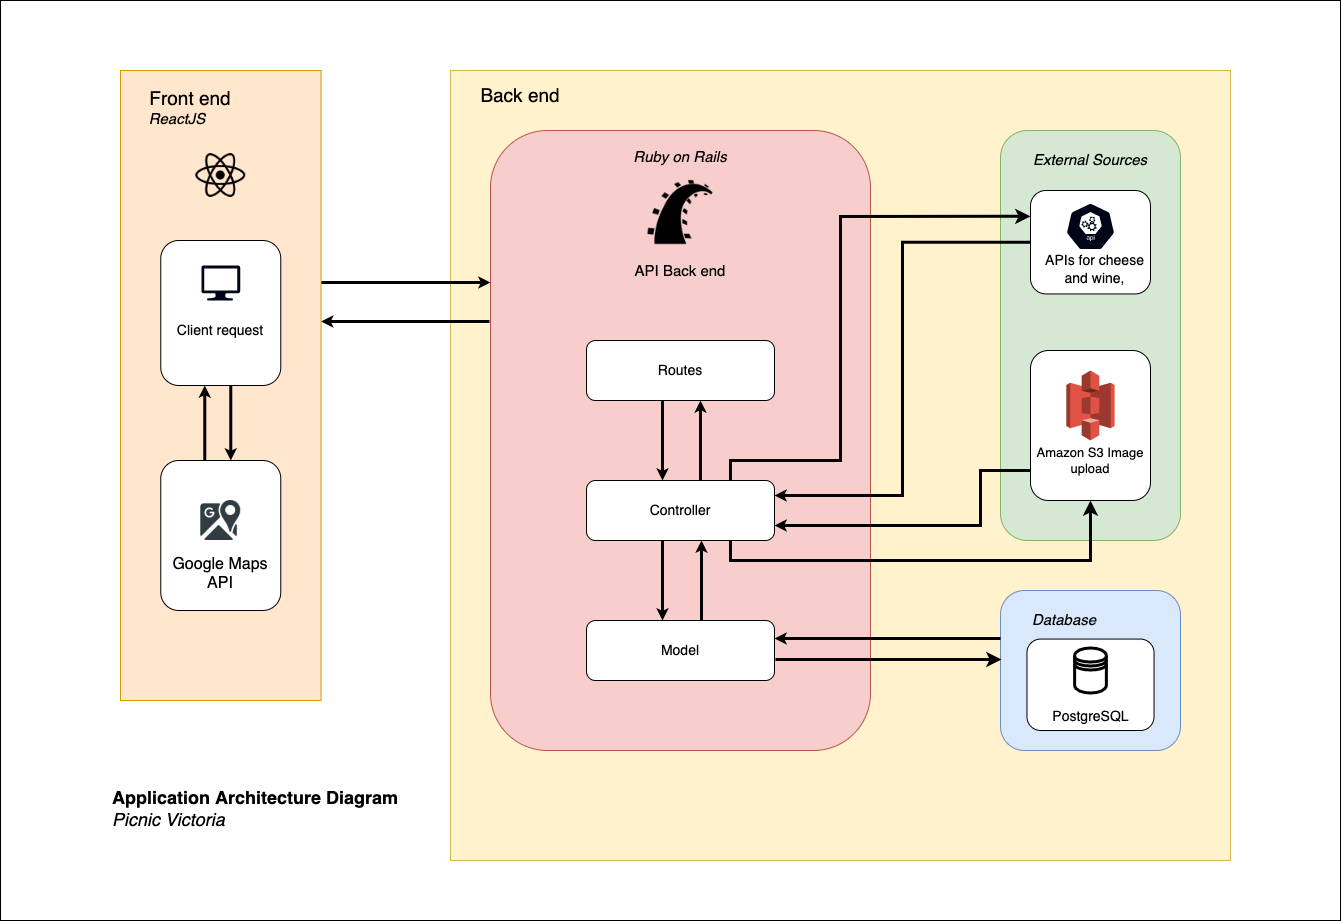 Front end
ReactJS
Client request
G
Google Maps
API
Back end
Ruby on Rails
API Back end
Routes
Controller
Model
External Sources
api
APIs for cheese
and wine,
Amazon S3 Image
upload
Database
PostgreSQL
Application Architecture Diagram
Picnic Victoria